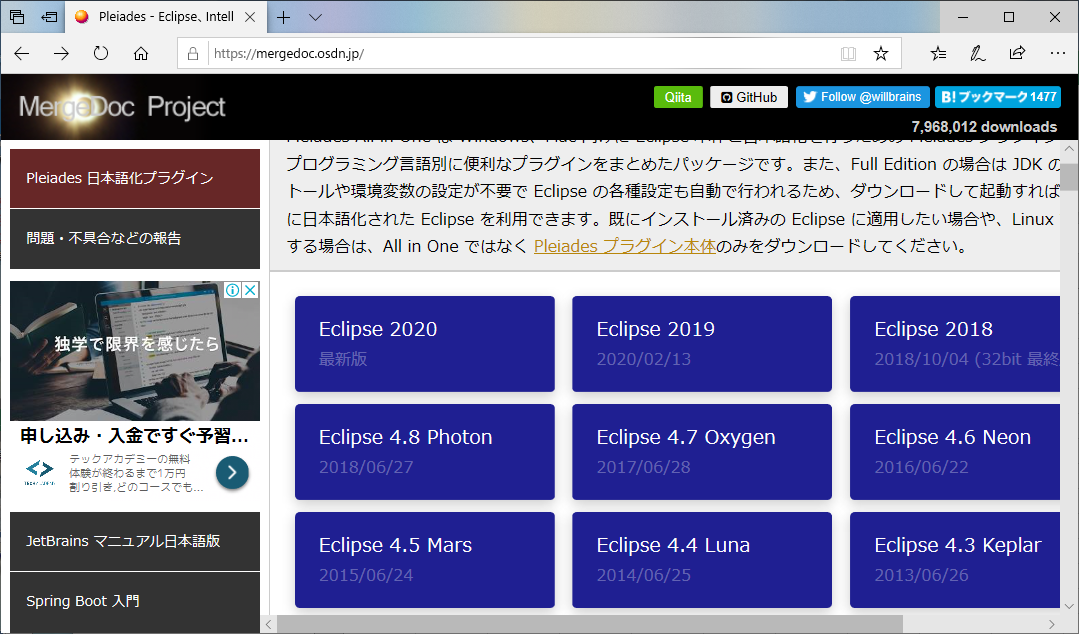 Pleiades - Eclipse、Intell
https://mergedoc.osdn.jp/
MergeDoc Project
Qiita
GitHub
Follow @willbrains
B! ブックマーク 1477
7,968,012 downloads
Pleiades 日本語化プラグイン
問題・不具合などの報告
独学で限界を感じたら
申し込み・入金ですぐ予習...
テックアカデミーの無料
体験が終わるまで1万円
割り引き,どのコースでも...
JetBrains マニュアル日本語版
Spring Boot 入門
プログラミング言語別に便利なプラグインをまとめたパッケージです。また、Full Edition の場合は JDK の
トールや環境変数の設定が不要で Eclipse の各種設定も自動で行われるため、ダウンロードして起動すれば
に日本語化された Eclipse を利用できます。既にインストール済みの Eclipse に適用したい場合や、Linux
する場合は、All in One ではなく Pleiades プラグイン本体のみをダウンロードしてください。
Eclipse 2020
最新版
Eclipse 2019
2020/02/13
Eclipse 2018
2018/10/04 (32bit 最終
Eclipse 4.8 Photon
2018/06/27
Eclipse 4.7 Oxygen
2017/06/28
Eclipse 4.6 Neon
2016/06/22
Eclipse 4.5 Mars
2015/06/24
Eclipse 4.4 Luna
2014/06/25
Eclipse 4.3 Keplar
2013/06/26